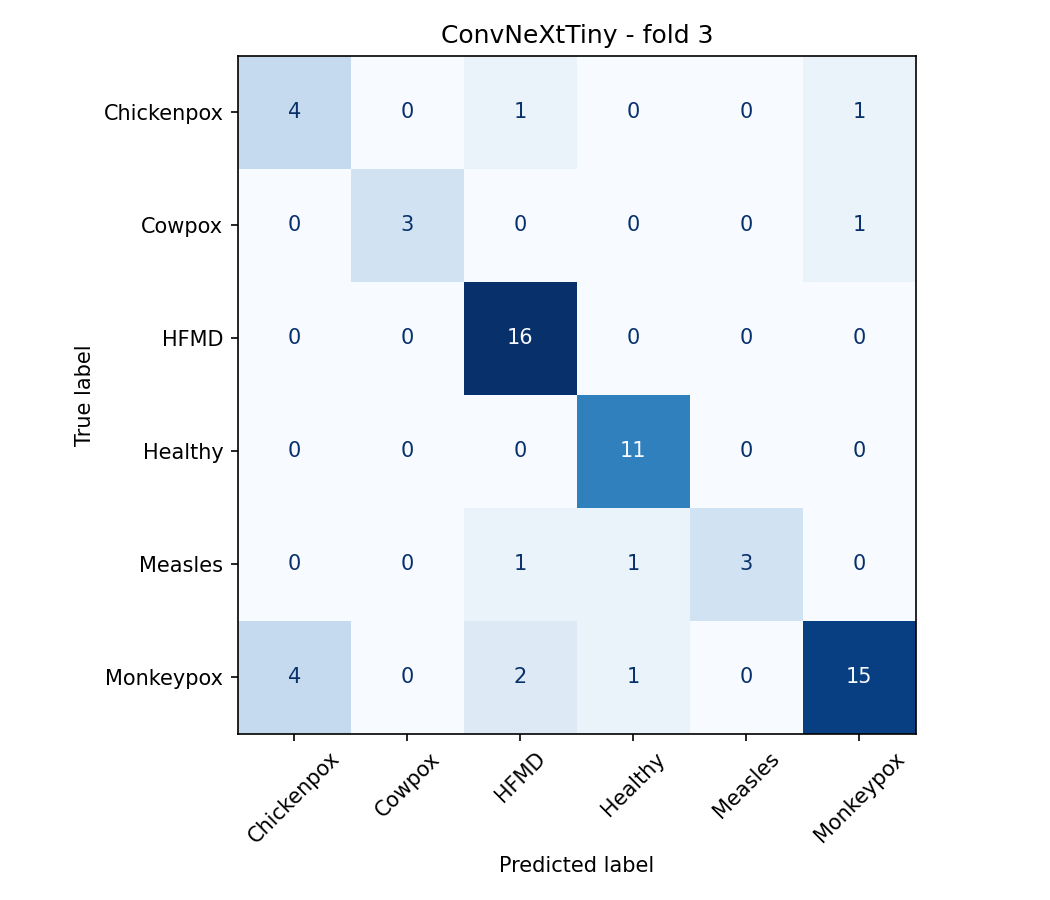 ConvNeXtTiny - fold 3
Chickenpox 4 0 1 0 0 1
Cowpox 0 3 0 0 0 1
HFMD 0 0 16 0 0 0
Healthy 0 0 0 11 0 0
Measles 0 0 1 1 3 0
Monkeypox 4 0 2 1 0 15
True label
Chickenpox Cowpox HFMD Healthy Measles Monkeypox
Predicted label